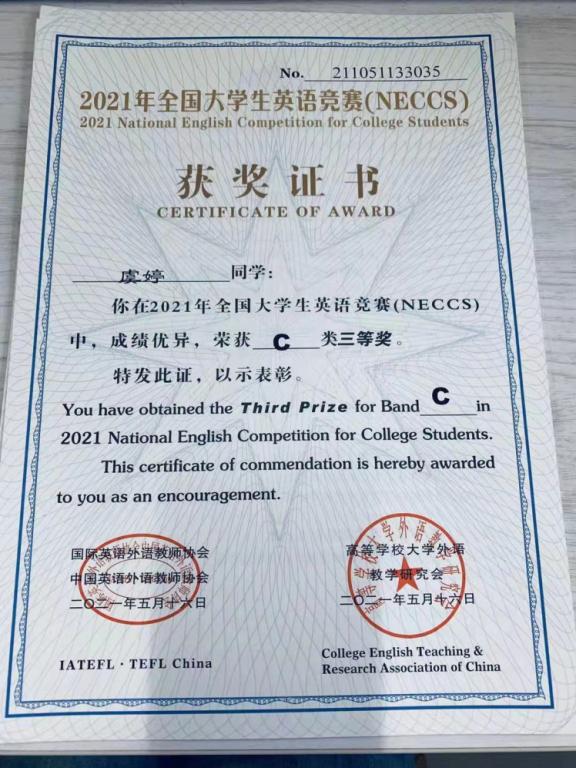 No. 211051133035
2021年全国大学生英语竞赛(NECCS)
2021 National English Competition for College Students
获奖证书
CERTIFICATE OF AWARD
虞婷同学：
你在2021年全国大学生英语竞赛(NECCS)
中，成绩优异，荣获 C 类三等奖。
特发此证，以示表彰。
You have obtained the Third Prize for Band C in
2021 National English Competition for College Students.
This certificate of commendation is hereby awarded
to you as an encouragement.
国际英语外语教师协会
中国英语外语教师协会
二〇二一年五月十六日
IATEFL · TEFL China
高等学校大学外语
教学研究会
二〇二一年五月十六日
College English Teaching &
Research Association of China